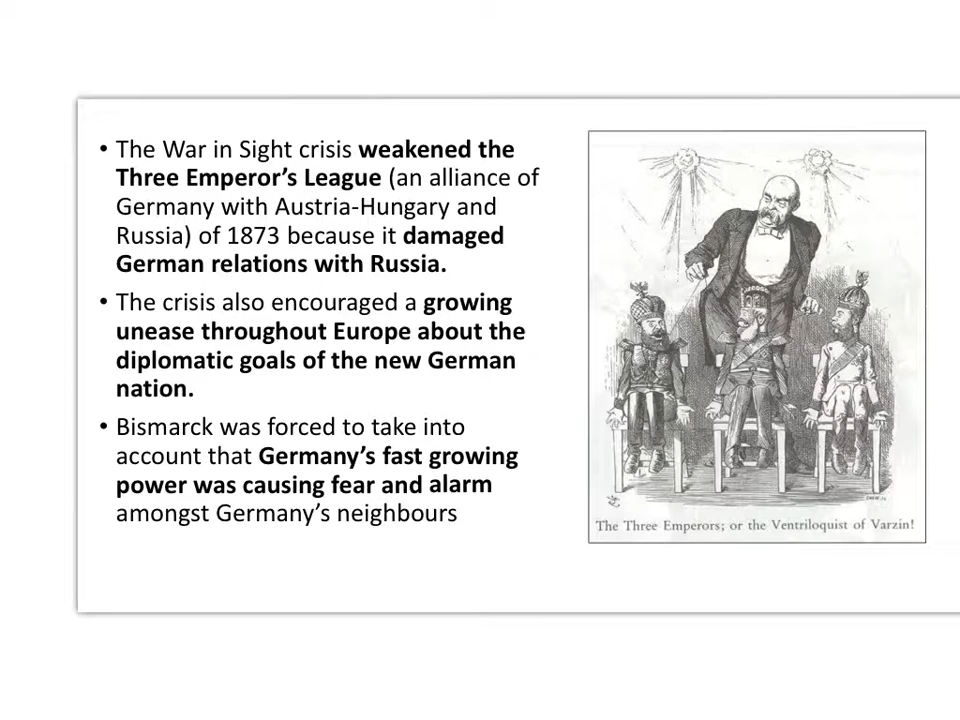 • The War in Sight crisis weakened the
Three Emperor's League (an alliance of
Germany with Austria-Hungary and
Russia) of 1873 because it damaged
German relations with Russia.
• The crisis also encouraged a growing
unease throughout Europe about the
diplomatic goals of the new German
nation.
• Bismarck was forced to take into
account that Germany's fast growing
power was causing fear and alarm
amongst Germany's neighbours
The Three Emperors; or the Ventriloquist of Varzin!